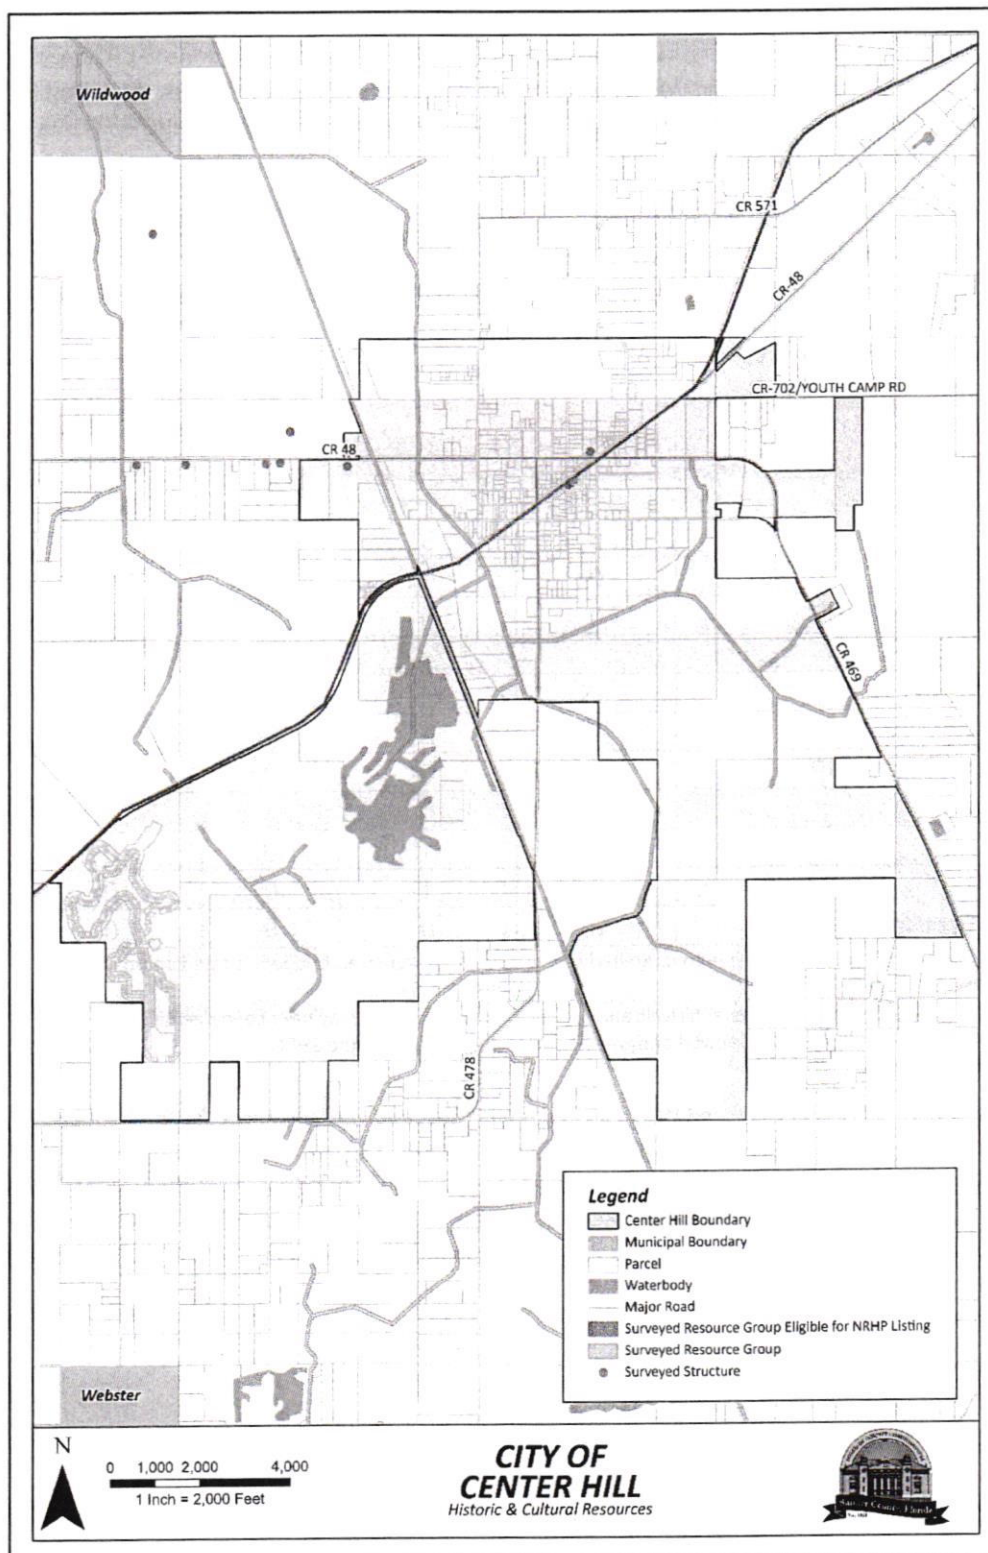 Wildwood
CR 571
CR-48
CR-702/YOUTH CAMP RD
CR 48
CR 469
CR 478
Legend
Center Hill Boundary
Municipal Boundary
Parcel
Waterbody
Major Road
Surveyed Resource Group Eligible for NRHP Listing
Surveyed Resource Group
Surveyed Structure
Webster
N
0 1,000 2,000 4,000
1 Inch = 2,000 Feet
CITY OF
CENTER HILL
Historic & Cultural Resources
Sumter County, Florida